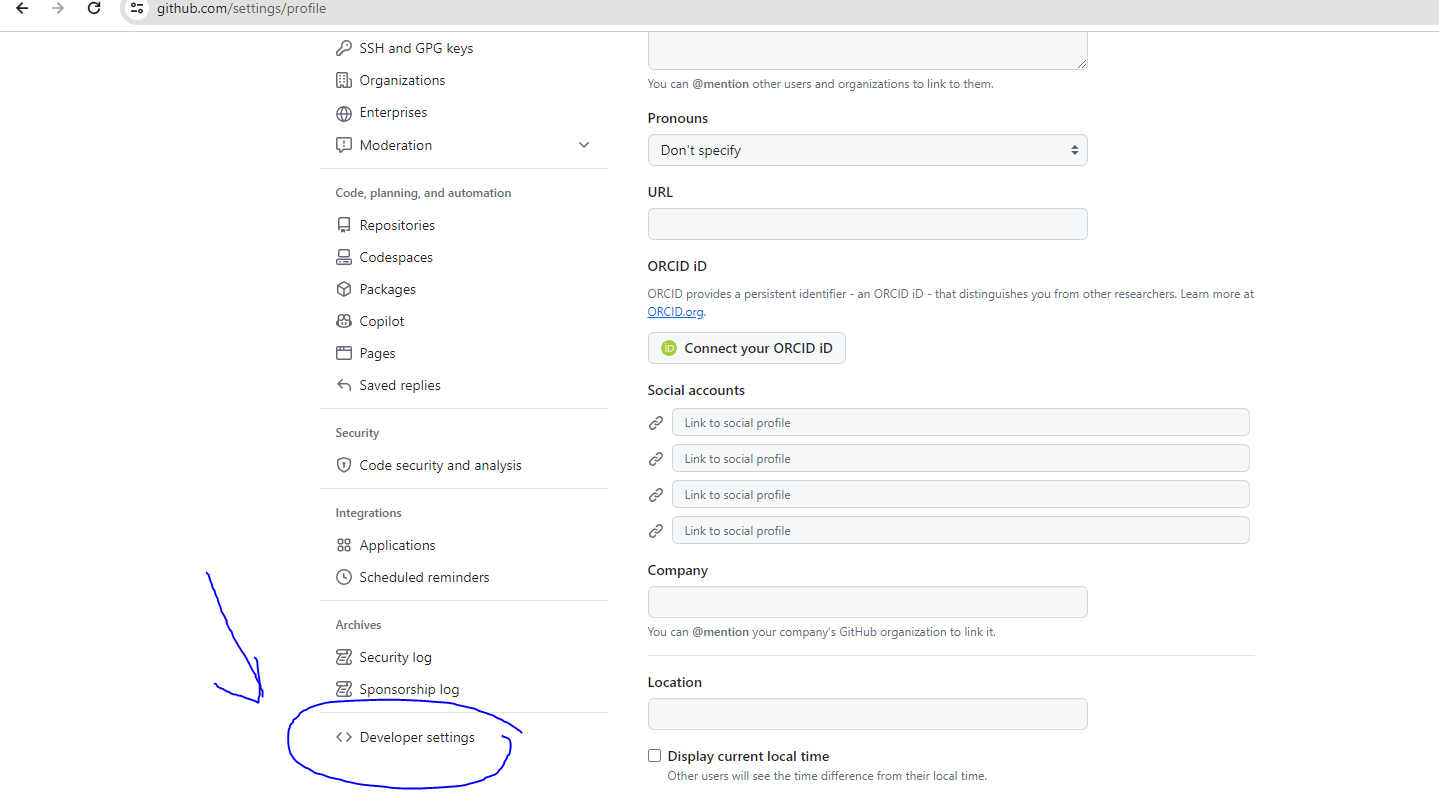 github.com/settings/profile
SSH and GPG keys
Organizations
Enterprises
Moderation
Code, planning, and automation
Repositories
Codespaces
Packages
Copilot
Pages
Saved replies
Security
Code security and analysis
Integrations
Applications
Scheduled reminders
Archives
Security log
Sponsorship log
Developer settings
You can @mention other users and organizations to link to them.
Pronouns
Don't specify
URL
ORCID iD
ORCID provides a persistent identifier - an ORCID iD - that distinguishes you from other researchers. Learn more at
ORCID.org.
iD Connect your ORCID iD
Social accounts
Link to social profile
Link to social profile
Link to social profile
Link to social profile
Company
You can @mention your company's GitHub organization to link it.
Location
Display current local time
Other users will see the time difference from their local time.